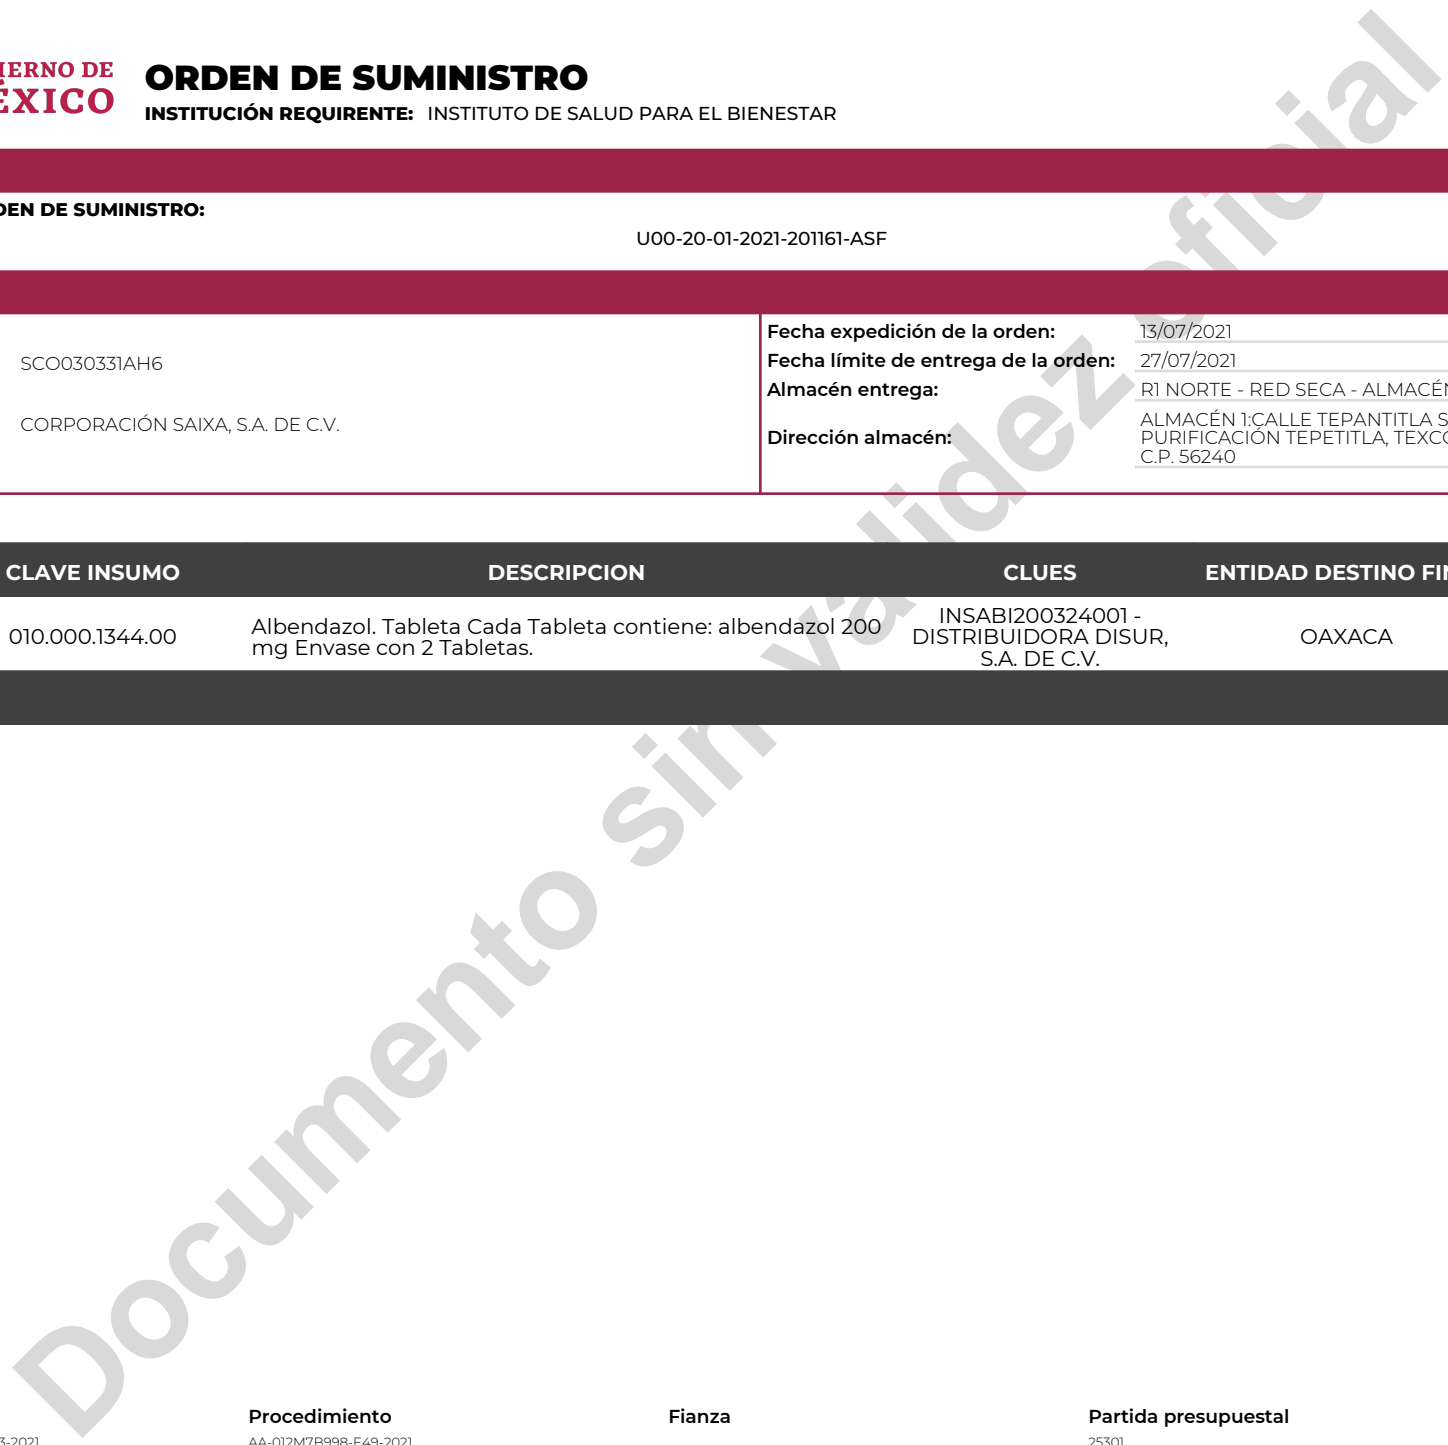 IERNO DE
ÉXICO
ORDEN DE SUMINISTRO
INSTITUCIÓN REQUIRENTE: INSTITUTO DE SALUD PARA EL BIENESTAR
DEN DE SUMINISTRO:
U00-20-01-2021-201161-ASF
SCO030331AH6
CORPORACIÓN SAIXA, S.A. DE C.V.
Fecha expedición de la orden: 13/07/2021
Fecha límite de entrega de la orden: 27/07/2021
Almacén entrega: R1 NORTE - RED SECA - ALMACÉN
Dirección almacén:
ALMACÉN 1:CALLE TEPANTITLA S
PURIFICACIÓN TEPETITLA, TEXCO
C.P. 56240
CLAVE INSUMO DESCRIPCION CLUES ENTIDAD DESTINO FIN
010.000.1344.00
Albendazol. Tableta Cada Tableta contiene: albendazol 200
mg Envase con 2 Tabletas.
INSABI200324001 -
DISTRIBUIDORA DISUR,
S.A. DE C.V.
OAXACA
Documento sin validez oficial
Procedimiento Fianza Partida presupuestal
3-2021 AA-012M7B998-E49-2021 25301